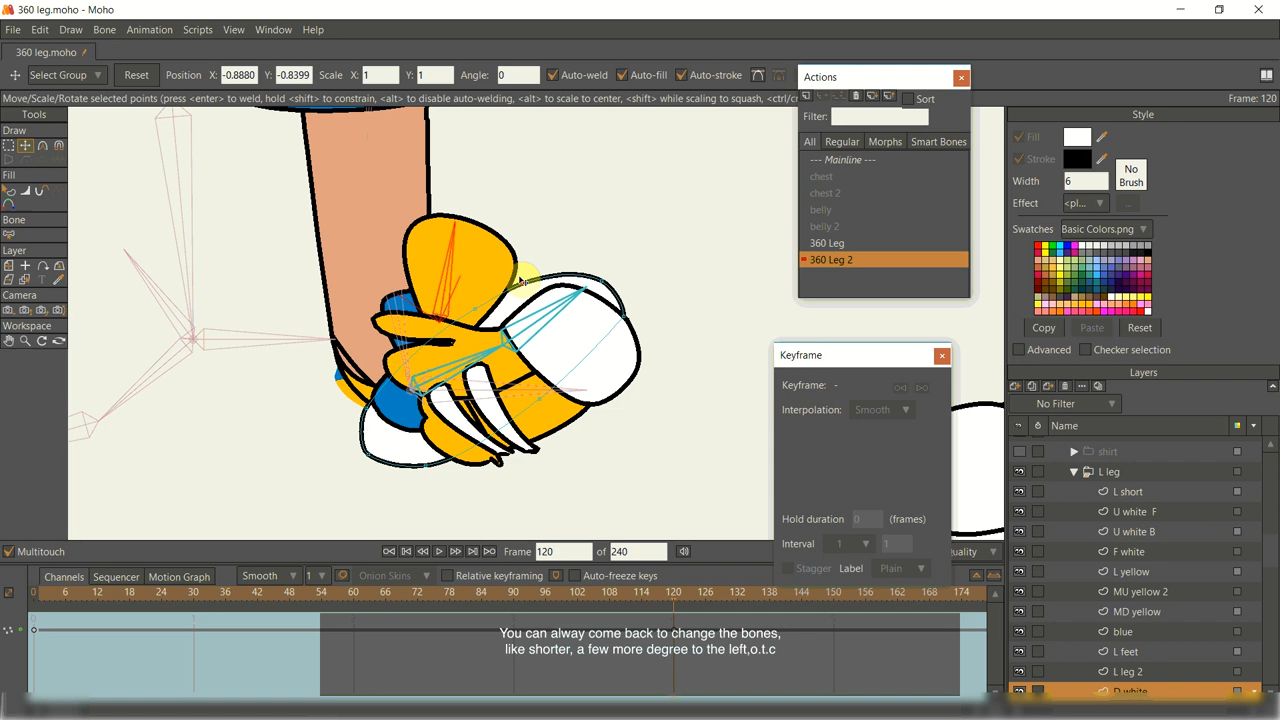 360 leg.moho - Moho
File Edit Draw Bone Animation Scripts View Window Help
360 leg.moho
Select Group Reset Position X: -0.8880 Y: -0.8399 Scale X: 1 Y: 1 Angle: 0 Auto-weld Auto-fill Auto-stroke
Move/Scale/Rotate selected points (press <enter> to weld, hold <shift> to constrain, <alt> to disable auto-welding, <alt> to scale to center, <shift> while scaling to squash, <ctrl/c
Frame: 120
Tools
Draw
Fill
Bone
Layer
Camera
Workspace
Actions
Sort
Filter:
All Regular Morphs Smart Bones
--- Mainline ---
chest
chest 2
belly
belly 2
360 Leg
360 Leg 2
Keyframe
Keyframe: -
Interpolation: Smooth
Hold duration 0 (frames)
Interval 1 1
Stagger Label Plain
Style
Fill
Stroke
No
Brush
Width 6
Effect <pl...
Swatches Basic Colors.png
Copy Paste Reset
Advanced Checker selection
Layers
No Filter
Name
shirt
L leg
L short
U white F
U white B
F white
L yellow
MU yellow 2
MD yellow
blue
L feet
L leg 2
D white
Multitouch
Frame 120 of 240
uality
Channels Sequencer Motion Graph Smooth 1 Onion Skins Relative keyframing Auto-freeze keys
0 6 12 18 24 30 36 42 48 54 60 66 72 78 84 90 96 102 108 114 120 126 132 138 144 150 156 162 168 174
You can alway come back to change the bones,
like shorter, a few more degree to the left,o.t.c